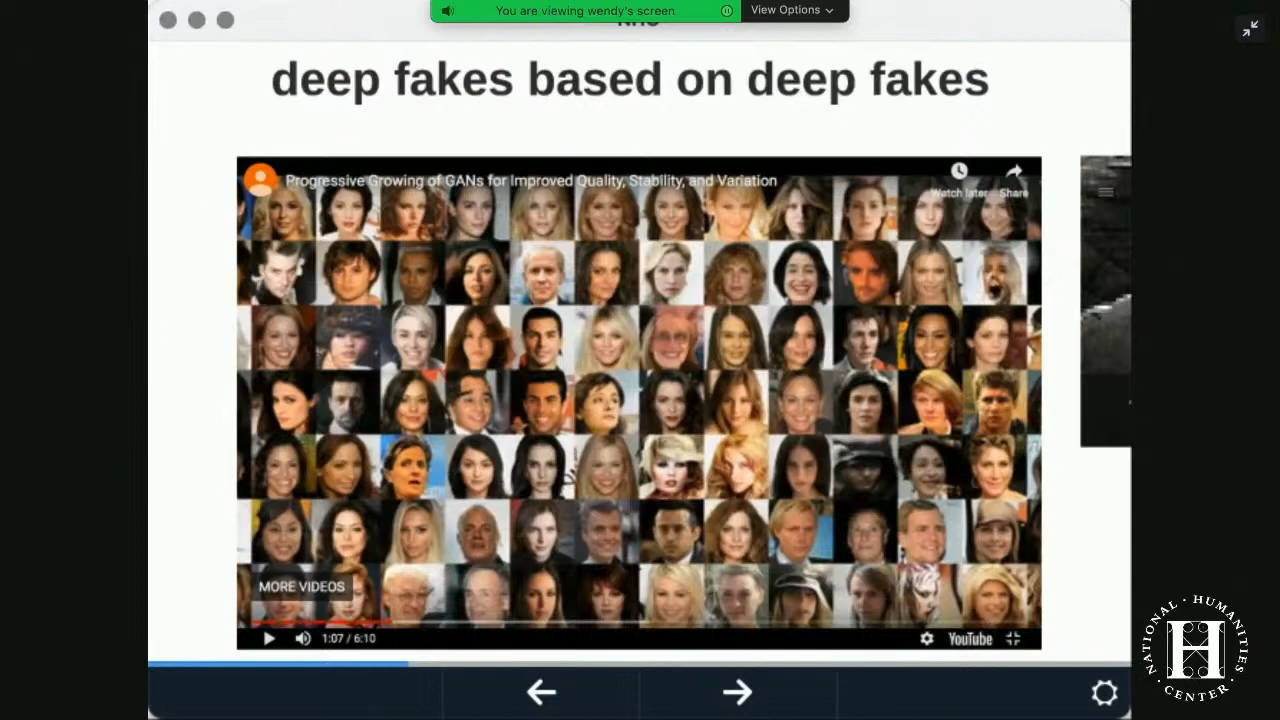 You are viewing wendy's screen
View Options
NHC
deep fakes based on deep fakes
Progressive Growing of GANs for Improved Quality, Stability, and Variation
Watch later
Share
MORE VIDEOS
1:07 / 6:10
YouTube
NATIONAL · HUMANITIES · CENTER ·
H